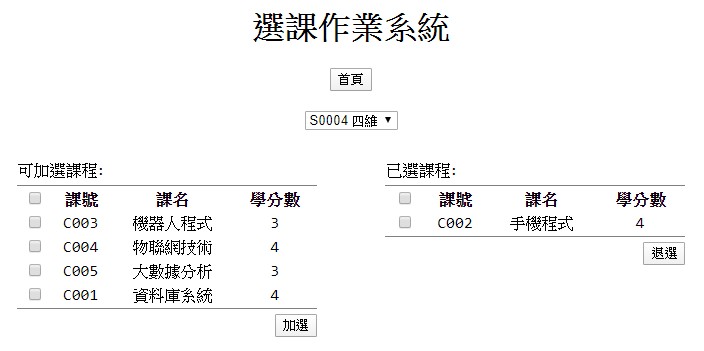 選課作業系統
首頁
S0004 四維
可加選課程:
課號 課名 學分數
C003 機器人程式 3
C004 物聯網技術 4
C005 大數據分析 3
C001 資料庫系統 4
加選
已選課程:
課號 課名 學分數
C002 手機程式 4
退選